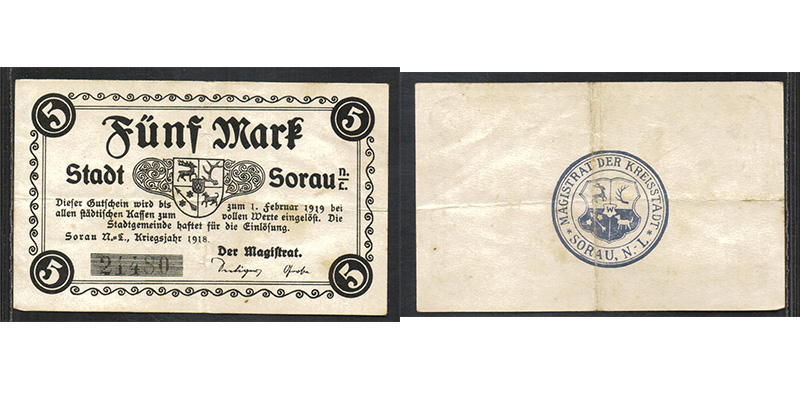 5
5
Fünf Mark
Stadt Sorau N./L.
Dieser Gutschein wird bis zum 1. Februar 1919 bei
allen städtischen Kassen zum vollen Werte eingelöst. Die
Stadtgemeinde haftet für die Einlösung.
Sorau N.-L., Kriegsjahr 1918.
Der Magistrat.
21480
5
5
MAGISTRAT DER KREISSTADT
W
* SORAU, N.-L. *